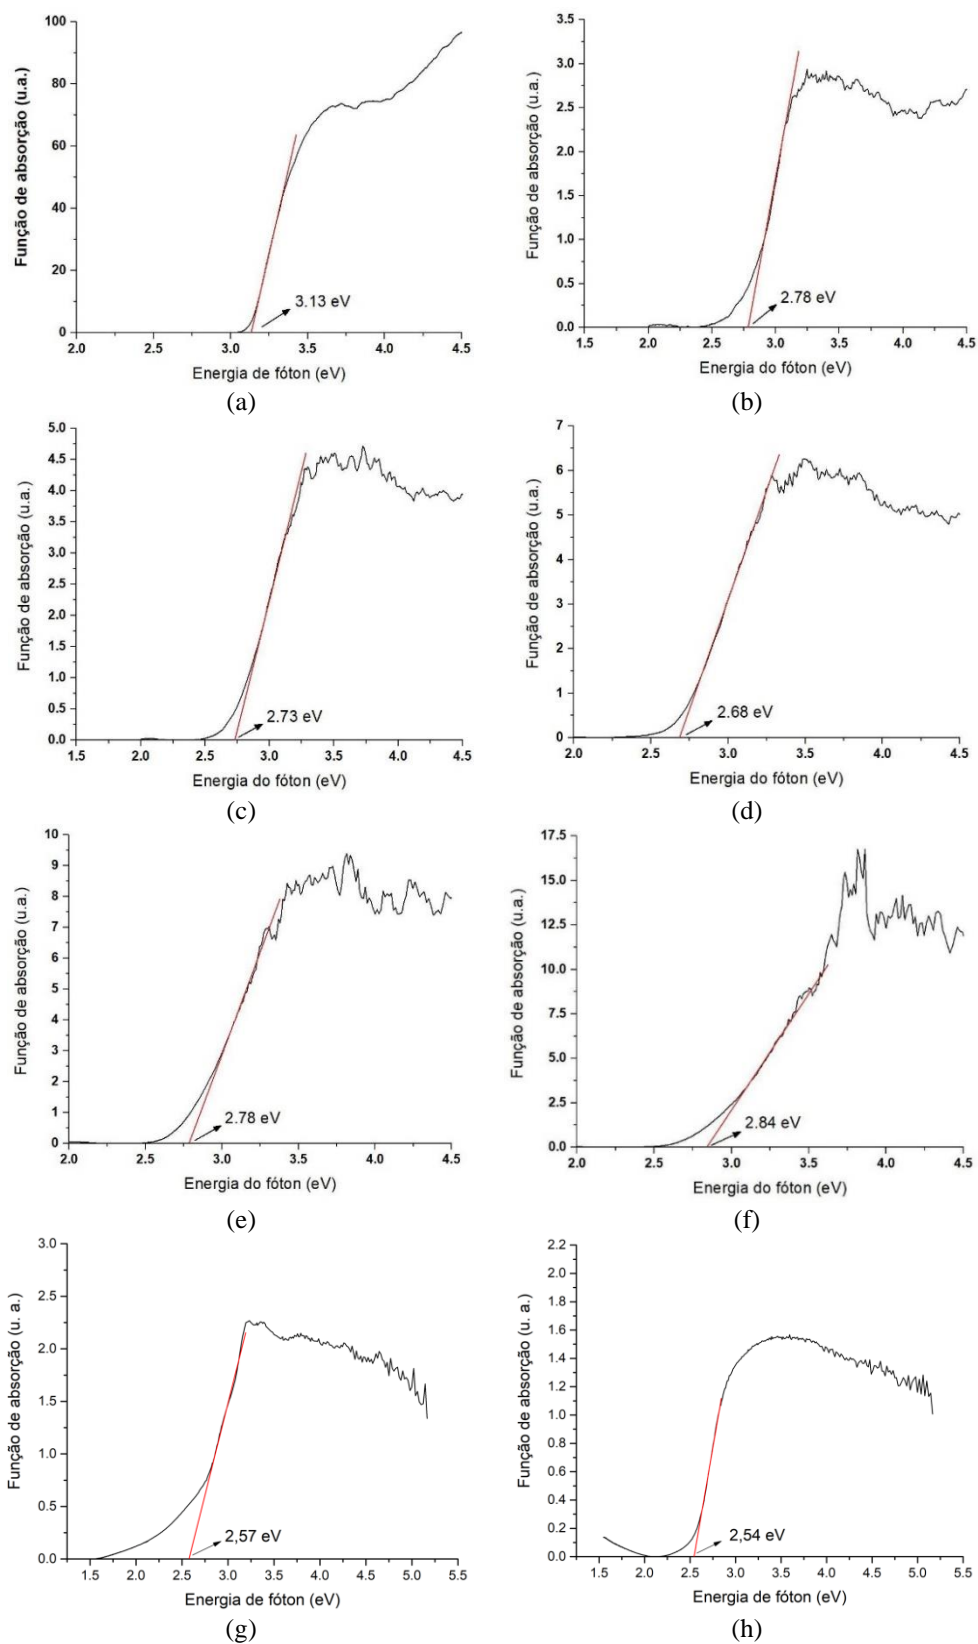 100
80
60
40
20
0
Função de absorção (u.a.)
3.13 eV
2.0 2.5 3.0 3.5 4.0 4.5
Energia de fóton (eV)
(a)
3.5
3.0
2.5
2.0
1.5
1.0
0.5
0.0
Função de absorção (u.a.)
2.78 eV
1.5 2.0 2.5 3.0 3.5 4.0 4.5
Energia do fóton (eV)
(b)
5.0
4.5
4.0
3.5
3.0
2.5
2.0
1.5
1.0
0.5
0.0
Função de absorção (u.a.)
2.73 eV
1.5 2.0 2.5 3.0 3.5 4.0 4.5
Energia do fóton (eV)
(c)
7
6
5
4
3
2
1
0
Função de absorção (u.a.)
2.68 eV
2.0 2.5 3.0 3.5 4.0 4.5
Energia do fóton (eV)
(d)
10
9
8
7
6
5
4
3
2
1
0
Função de absorção (u.a.)
2.78 eV
2.0 2.5 3.0 3.5 4.0 4.5
Energia do fóton (eV)
(e)
17.5
15.0
12.5
10.0
7.5
5.0
2.5
0.0
Função de absorção (u.a.)
2.84 eV
2.0 2.5 3.0 3.5 4.0 4.5
Energia do fóton (eV)
(f)
3.0
2.5
2.0
1.5
1.0
0.5
0.0
Função de absorção (u. a.)
2,57 eV
1.5 2.0 2.5 3.0 3.5 4.0 4.5 5.0 5.5
Energia de fóton (eV)
(g)
2.2
2.0
1.8
1.6
1.4
1.2
1.0
0.8
0.6
0.4
0.2
0.0
Função de absorção (u. a.)
2,54 eV
1.5 2.0 2.5 3.0 3.5 4.0 4.5 5.0 5.5
Energia de fóton (eV)
(h)